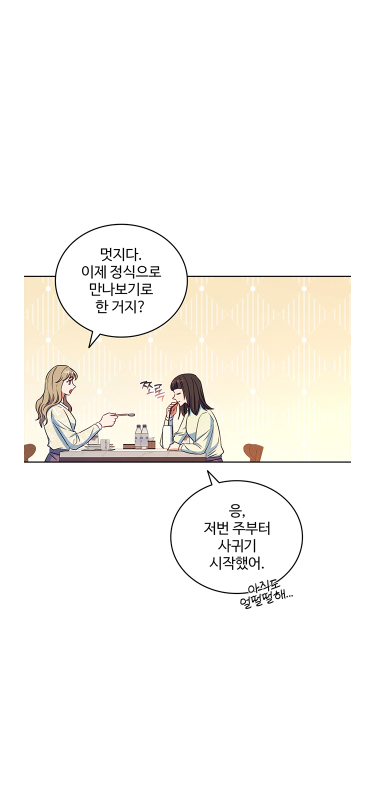 멋지다.
이제 정식으로
만나보기로
한 거지?
쪼록
응,
저번 주부터
사귀기
시작했어.
아직도
얼떨떨해...